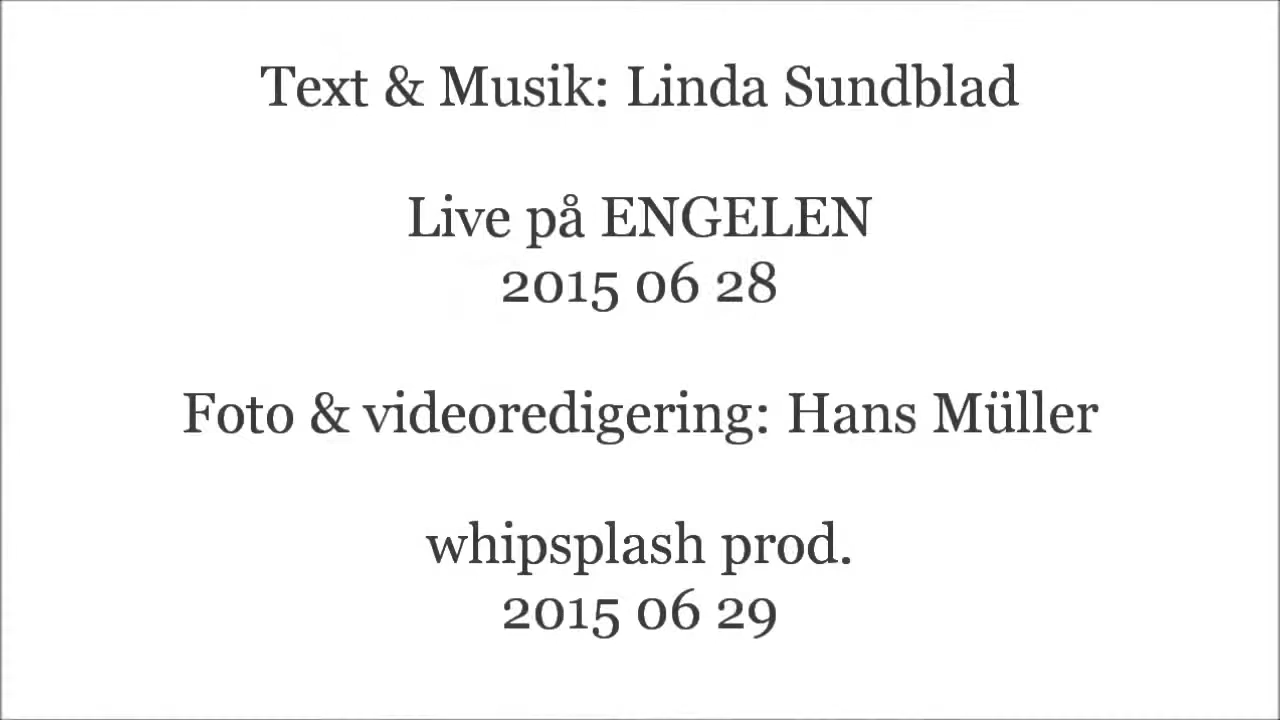 Text & Musik: Linda Sundblad
Live på ENGELEN
2015 06 28
Foto & videoredigering: Hans Müller
whipsplash prod.
2015 06 29